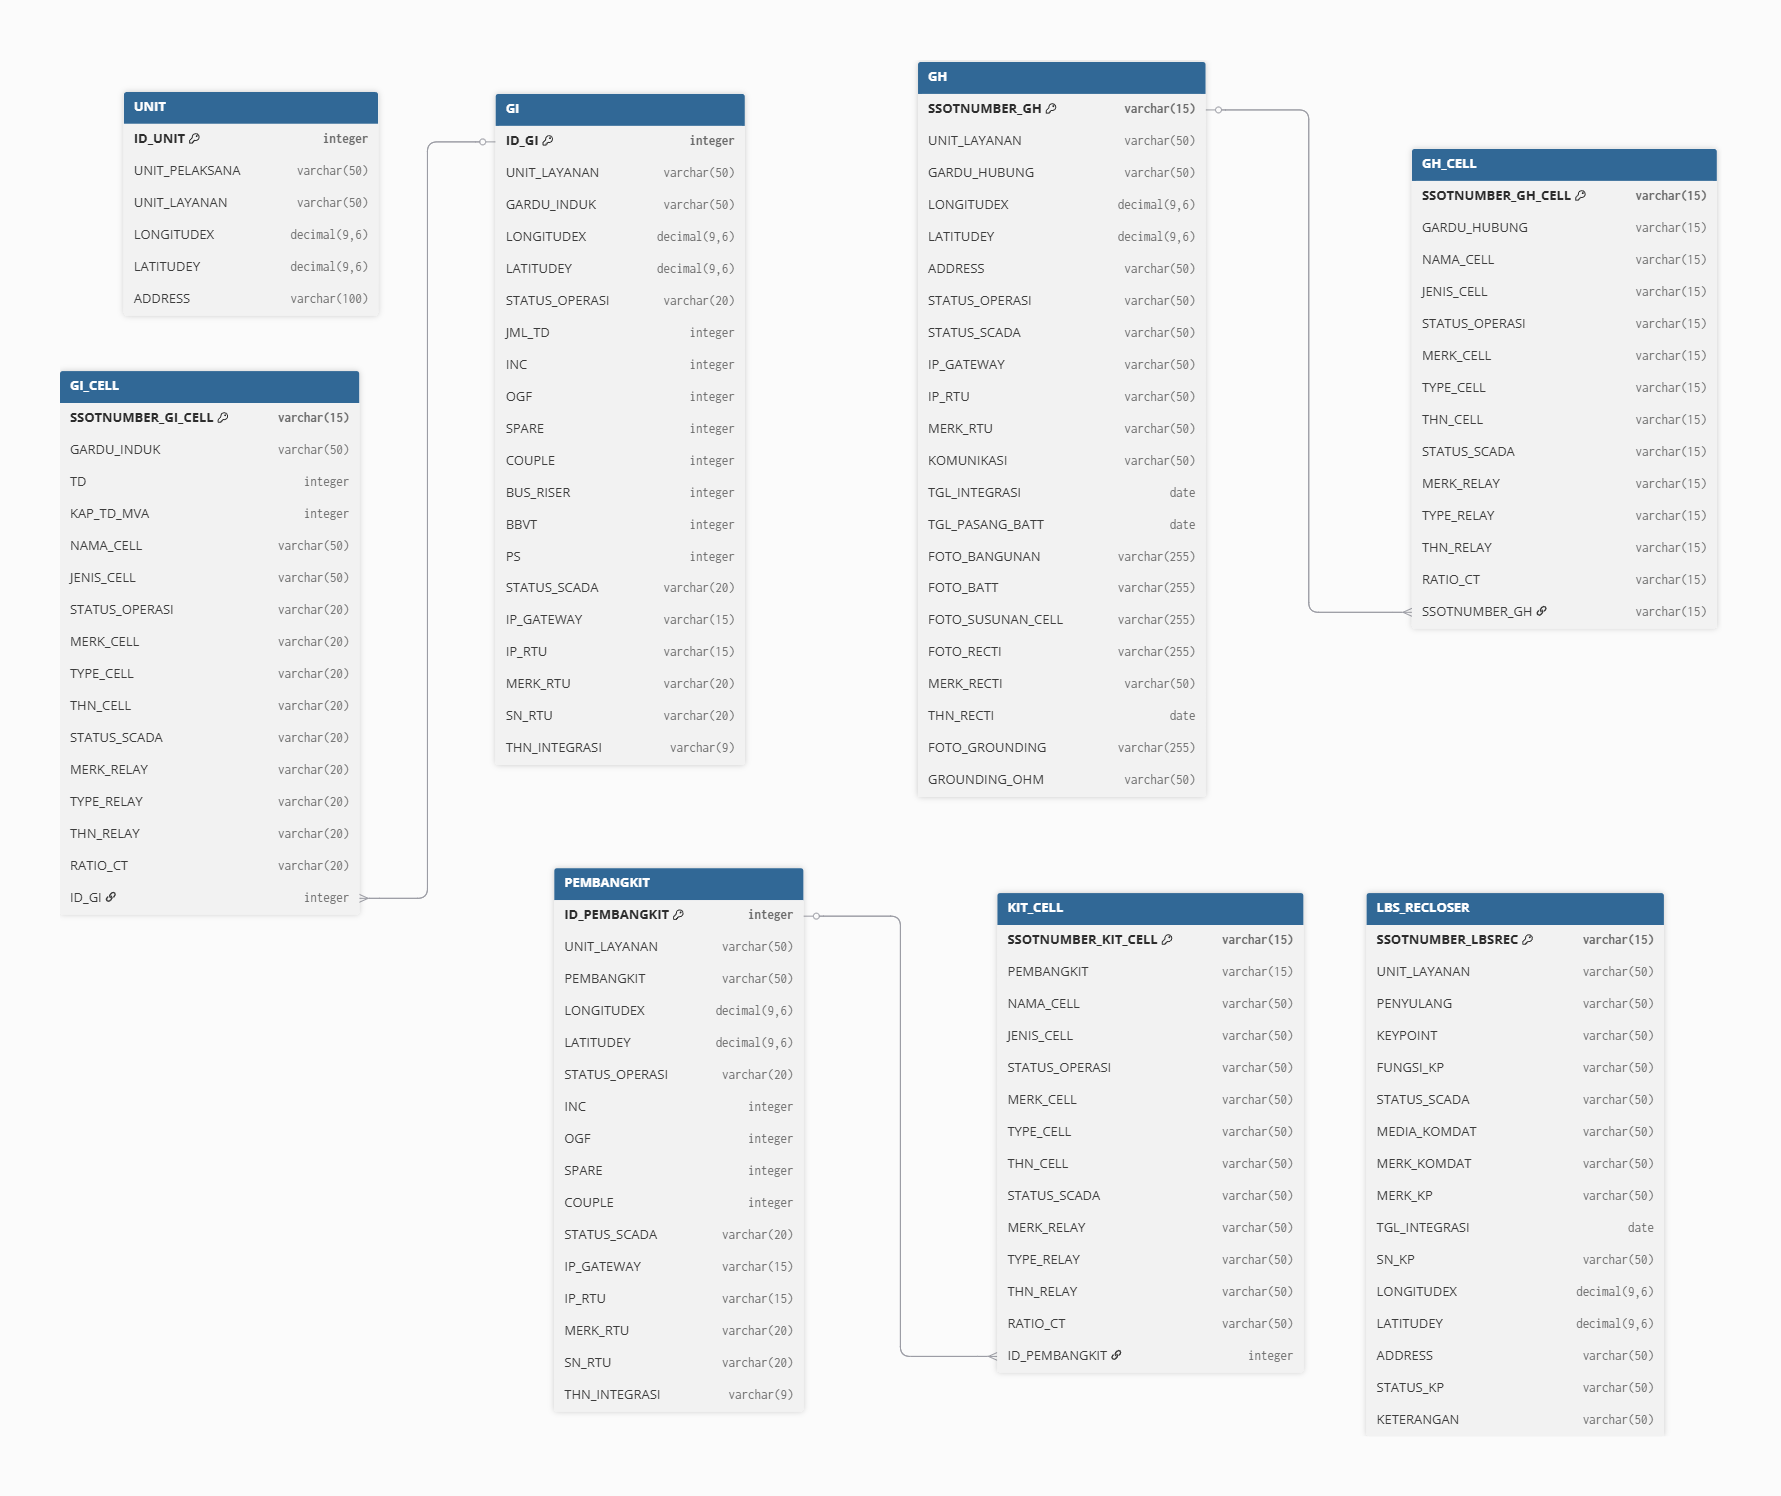 UNIT
ID_UNIT integer
UNIT_PELAKSANA varchar(50)
UNIT_LAYANAN varchar(50)
LONGITUDEX decimal(9,6)
LATITUDEY decimal(9,6)
ADDRESS varchar(100)
GI_CELL
SSOTNUMBER_GI_CELL varchar(15)
GARDU_INDUK varchar(50)
TD integer
KAP_TD_MVA integer
NAMA_CELL varchar(50)
JENIS_CELL varchar(50)
STATUS_OPERASI varchar(20)
MERK_CELL varchar(20)
TYPE_CELL varchar(20)
THN_CELL varchar(20)
STATUS_SCADA varchar(20)
MERK_RELAY varchar(20)
TYPE_RELAY varchar(20)
THN_RELAY varchar(20)
RATIO_CT varchar(20)
ID_GI integer
GI
ID_GI integer
UNIT_LAYANAN varchar(50)
GARDU_INDUK varchar(50)
LONGITUDEX decimal(9,6)
LATITUDEY decimal(9,6)
STATUS_OPERASI varchar(20)
JML_TD integer
INC integer
OGF integer
SPARE integer
COUPLE integer
BUS_RISER integer
BBVT integer
PS integer
STATUS_SCADA varchar(20)
IP_GATEWAY varchar(15)
IP_RTU varchar(15)
MERK_RTU varchar(20)
SN_RTU varchar(20)
THN_INTEGRASI varchar(9)
GH
SSOTNUMBER_GH varchar(15)
UNIT_LAYANAN varchar(50)
GARDU_HUBUNG varchar(50)
LONGITUDEX decimal(9,6)
LATITUDEY decimal(9,6)
ADDRESS varchar(50)
STATUS_OPERASI varchar(50)
STATUS_SCADA varchar(50)
IP_GATEWAY varchar(50)
IP_RTU varchar(50)
MERK_RTU varchar(50)
KOMUNIKASI varchar(50)
TGL_INTEGRASI date
TGL_PASANG_BATT date
FOTO_BANGUNAN varchar(255)
FOTO_BATT varchar(255)
FOTO_SUSUNAN_CELL varchar(255)
FOTO_RECTI varchar(255)
MERK_RECTI varchar(50)
THN_RECTI date
FOTO_GROUNDING varchar(255)
GROUNDING_OHM varchar(50)
GH_CELL
SSOTNUMBER_GH_CELL varchar(15)
GARDU_HUBUNG varchar(15)
NAMA_CELL varchar(15)
JENIS_CELL varchar(15)
STATUS_OPERASI varchar(15)
MERK_CELL varchar(15)
TYPE_CELL varchar(15)
THN_CELL varchar(15)
STATUS_SCADA varchar(15)
MERK_RELAY varchar(15)
TYPE_RELAY varchar(15)
THN_RELAY varchar(15)
RATIO_CT varchar(15)
SSOTNUMBER_GH varchar(15)
PEMBANGKIT
ID_PEMBANGKIT integer
UNIT_LAYANAN varchar(50)
PEMBANGKIT varchar(50)
LONGITUDEX decimal(9,6)
LATITUDEY decimal(9,6)
STATUS_OPERASI varchar(20)
INC integer
OGF integer
SPARE integer
COUPLE integer
STATUS_SCADA varchar(20)
IP_GATEWAY varchar(15)
IP_RTU varchar(15)
MERK_RTU varchar(20)
SN_RTU varchar(20)
THN_INTEGRASI varchar(9)
KIT_CELL
SSOTNUMBER_KIT_CELL varchar(15)
PEMBANGKIT varchar(15)
NAMA_CELL varchar(50)
JENIS_CELL varchar(50)
STATUS_OPERASI varchar(50)
MERK_CELL varchar(50)
TYPE_CELL varchar(50)
THN_CELL varchar(50)
STATUS_SCADA varchar(50)
MERK_RELAY varchar(50)
TYPE_RELAY varchar(50)
THN_RELAY varchar(50)
RATIO_CT varchar(50)
ID_PEMBANGKIT integer
LBS_RECLOSER
SSOTNUMBER_LBSREC varchar(15)
UNIT_LAYANAN varchar(50)
PENYULANG varchar(50)
KEYPOINT varchar(50)
FUNGSI_KP varchar(50)
STATUS_SCADA varchar(50)
MEDIA_KOMDAT varchar(50)
MERK_KOMDAT varchar(50)
MERK_KP varchar(50)
TGL_INTEGRASI date
SN_KP varchar(50)
LONGITUDEX decimal(9,6)
LATITUDEY decimal(9,6)
ADDRESS varchar(50)
STATUS_KP varchar(50)
KETERANGAN varchar(50)